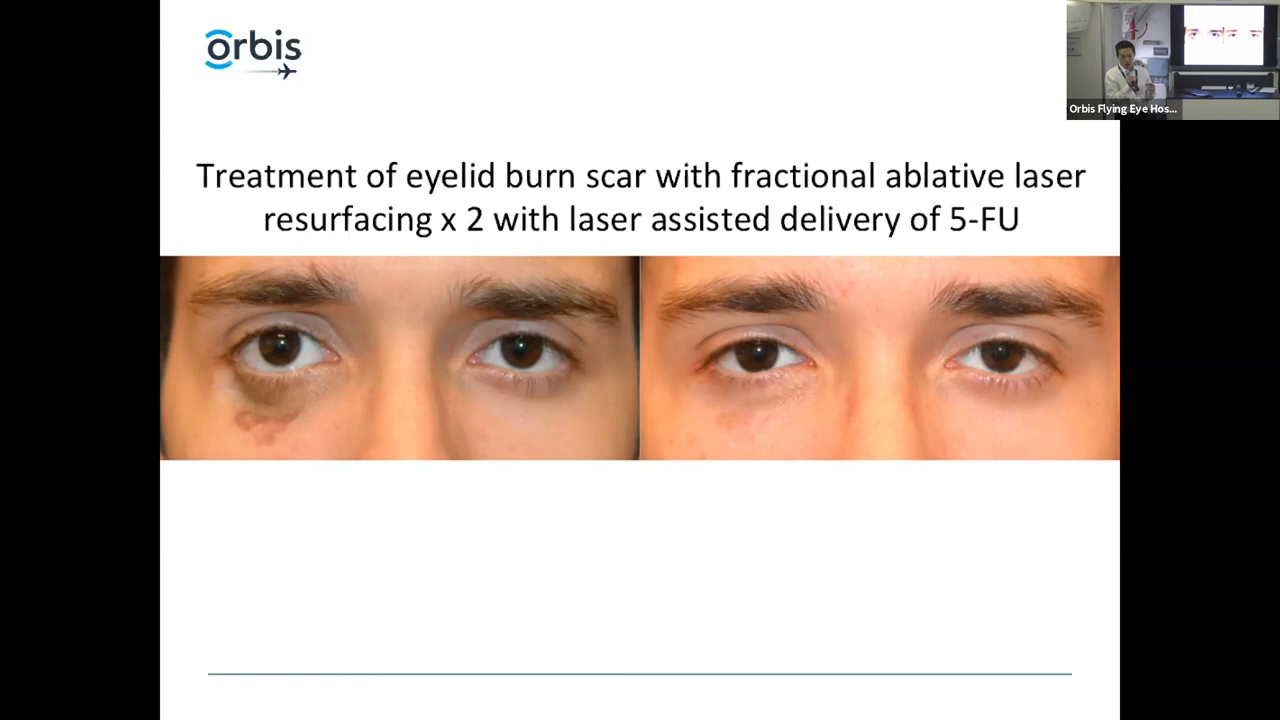 orbis
Orbis Flying Eye Hos...
Treatment of eyelid burn scar with fractional ablative laser
resurfacing x 2 with laser assisted delivery of 5-FU